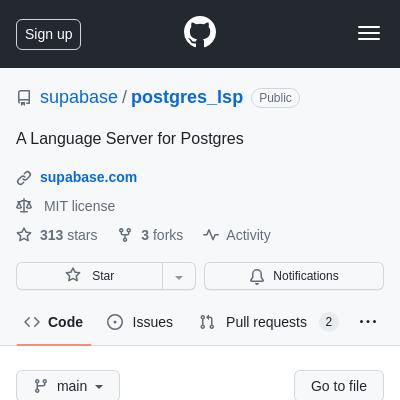 Sign up
supabase / postgres_lsp Public
A Language Server for Postgres
supabase.com
MIT license
313 stars 3 forks Activity
Star Notifications
Code Issues Pull requests 2
main Go to file